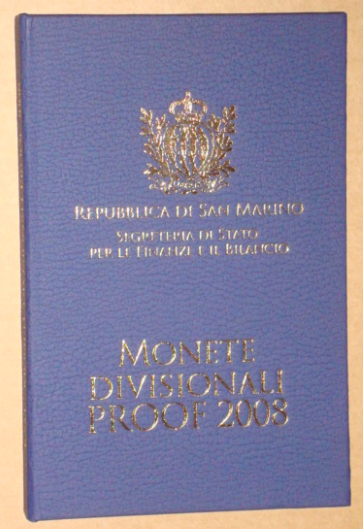 REPUBBLICA DI SAN MARINO
SEGRETERIA DI STATO
PER LE FINANZE E IL BILANCIO
MONETE
DIVISIONALI
PROOF 2008